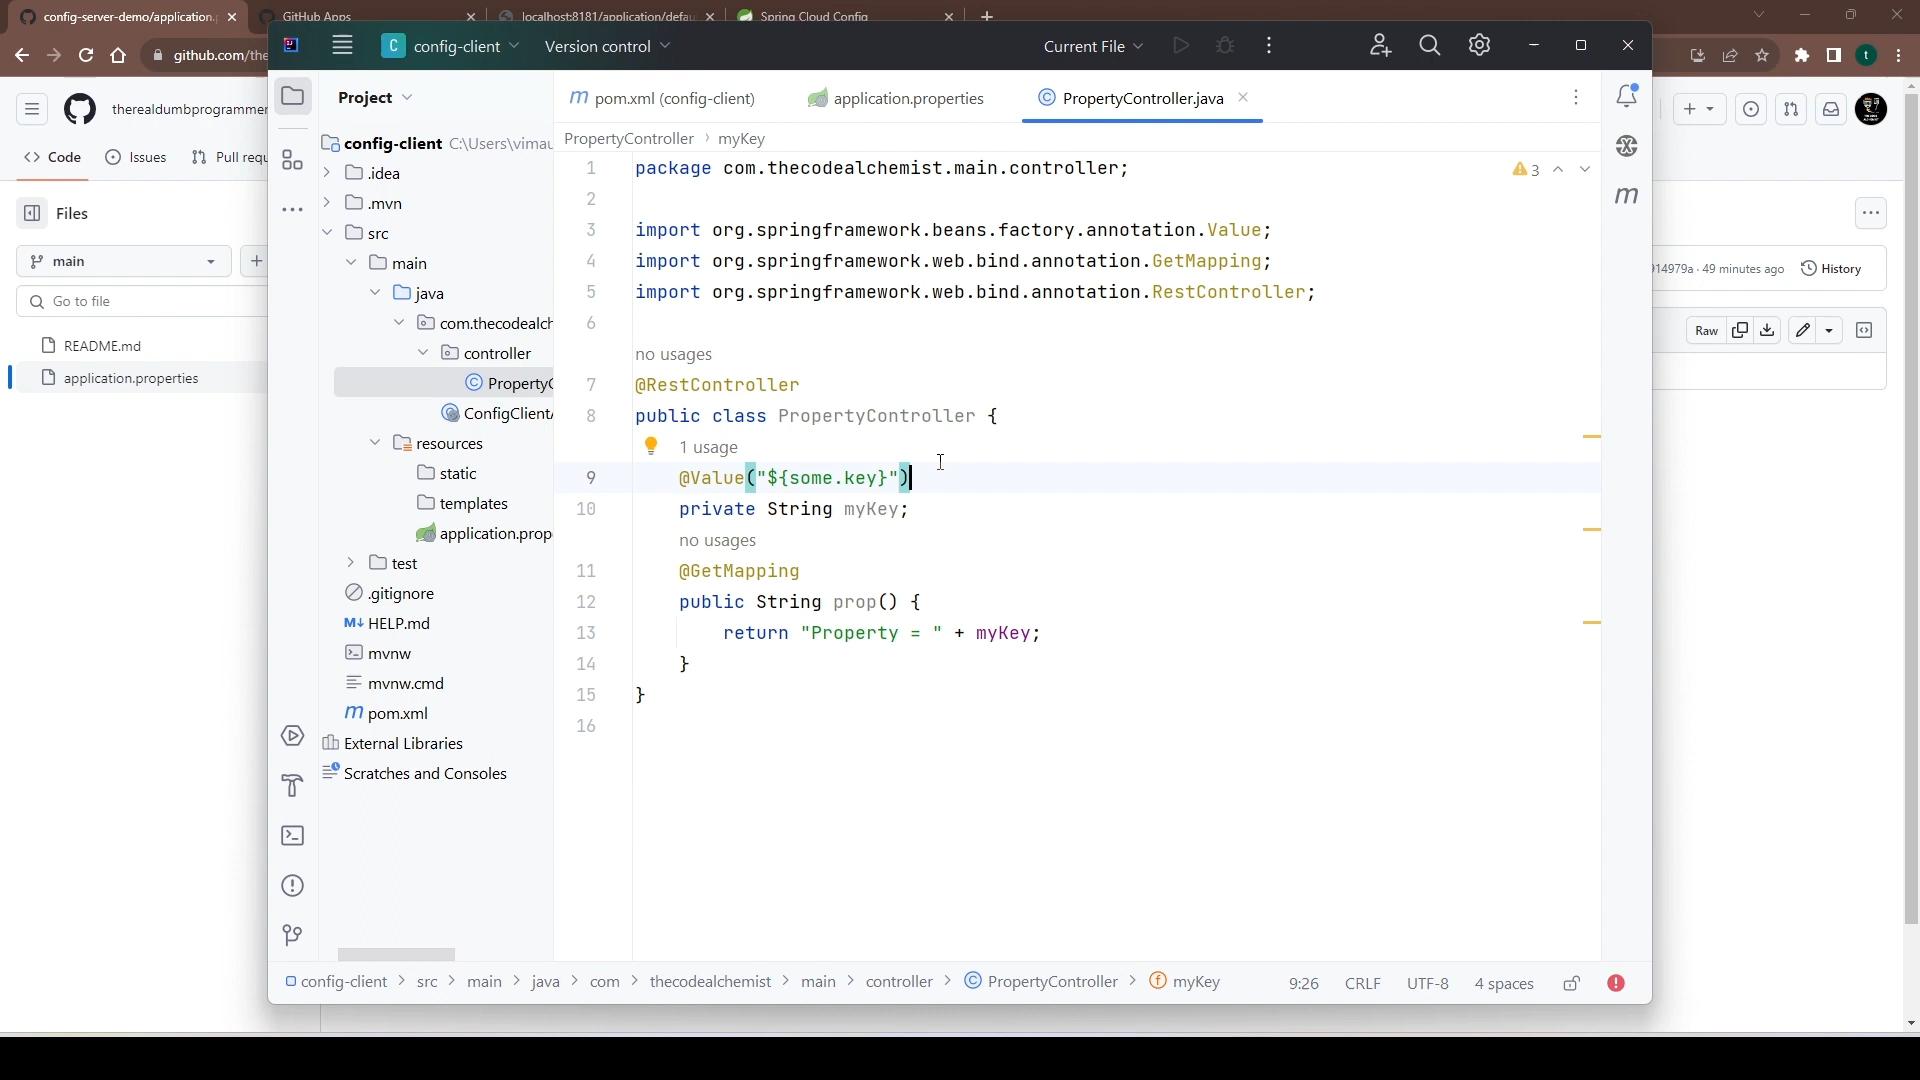 config-server-demo/application.
GitHub Apps
localhost:8181/application/defau
Spring Cloud Config
github.com/the
therealdumbprogrammer
Code
Issues
Pull requ
Files
main
Go to file
README.md
application.properties
914979a · 49 minutes ago
History
Raw
t
C config-client
Version control
Current File
Project
pom.xml (config-client)
application.properties
PropertyController.java
PropertyController > myKey
config-client C:\Users\vimau
.idea
.mvn
src
main
java
com.thecodealch
controller
PropertyC
ConfigClientA
resources
static
templates
application.prop
test
.gitignore
HELP.md
mvnw
mvnw.cmd
pom.xml
External Libraries
Scratches and Consoles
3
1 package com.thecodealchemist.main.controller;
2
3 import org.springframework.beans.factory.annotation.Value;
4 import org.springframework.web.bind.annotation.GetMapping;
5 import org.springframework.web.bind.annotation.RestController;
6
no usages
7 @RestController
8 public class PropertyController {
1 usage
9 @Value("${some.key}")
10 private String myKey;
no usages
11 @GetMapping
12 public String prop() {
13 return "Property = " + myKey;
14 }
15 }
16
config-client > src > main > java > com > thecodealchemist > main > controller > PropertyController > myKey
9:26 CRLF UTF-8 4 spaces